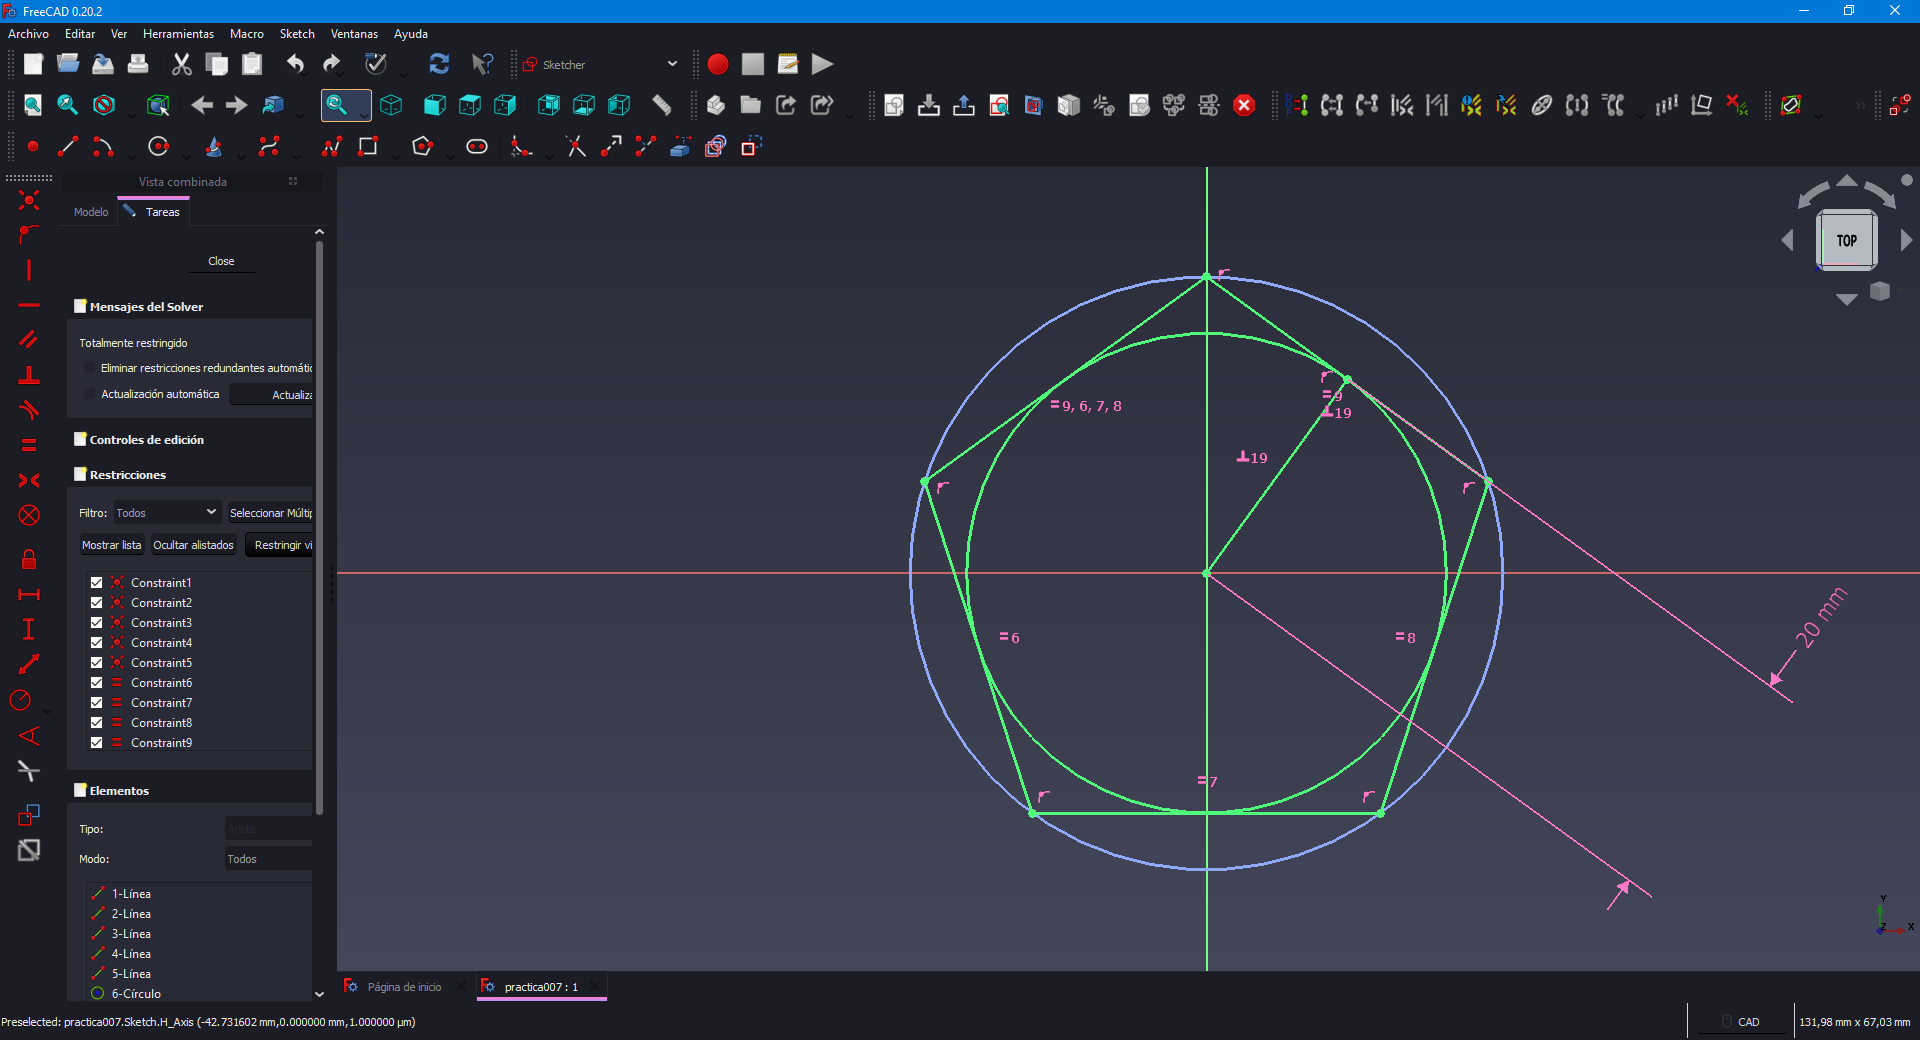 FreeCAD 0.20.2
Archivo Editar Ver Herramientas Macro Sketch Ventanas Ayuda
Sketcher
Vista combinada
Modelo Tareas
Close
Mensajes del Solver
Totalmente restringido
Eliminar restricciones redundantes automátic
Actualización automática Actualiza
Controles de edición
Restricciones
Filtro: Todos Seleccionar Múltip
Mostrar lista Ocultar alistados Restringir vi
Constraint1
Constraint2
Constraint3
Constraint4
Constraint5
Constraint6
Constraint7
Constraint8
Constraint9
Elementos
Tipo: Arista
Modo: Todos
1-Línea
2-Línea
3-Línea
4-Línea
5-Línea
6-Círculo
TOP
9, 6, 7, 8
9
19
19
6
8
7
20 mm
Y
Z X
Página de inicio practica007 : 1
Preselected: practica007.Sketch.H_Axis (-42.731602 mm,0.000000 mm,1.000000 µm)
CAD 131,98 mm x 67,03 mm